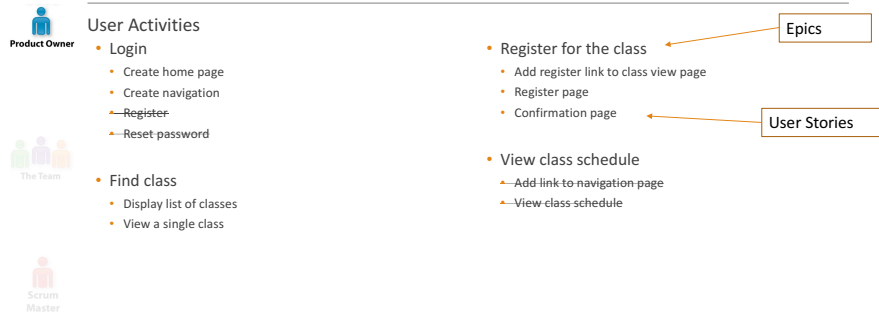 Product Owner
The Team
Scrum
Master
User Activities
• Login
• Create home page
• Create navigation
• Register
• Reset password
• Find class
• Display list of classes
• View a single class
• Register for the class
• Add register link to class view page
• Register page
• Confirmation page
• View class schedule
• Add link to navigation page
• View class schedule
Epics
User Stories